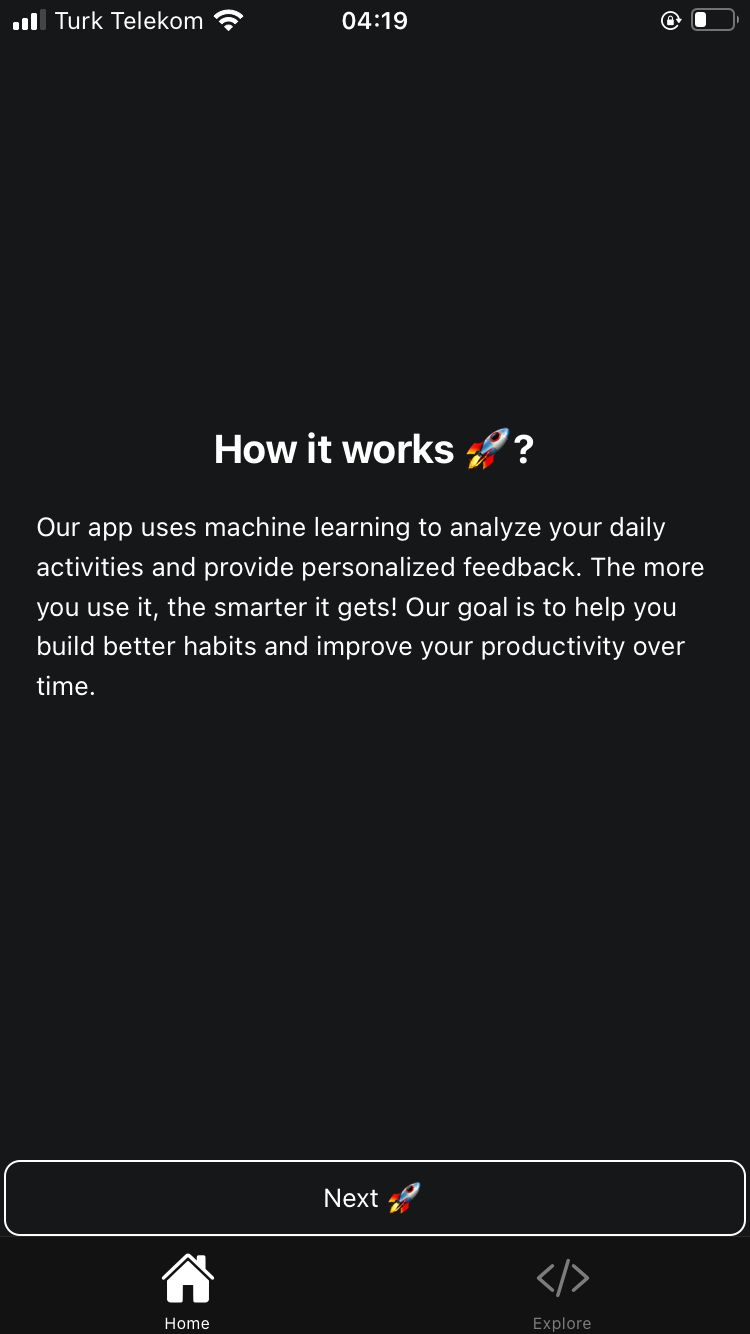 Turk Telekom 04:19
How it works 🚀?
Our app uses machine learning to analyze your daily
activities and provide personalized feedback. The more
you use it, the smarter it gets! Our goal is to help you
build better habits and improve your productivity over
time.
Next 🚀
Home Explore